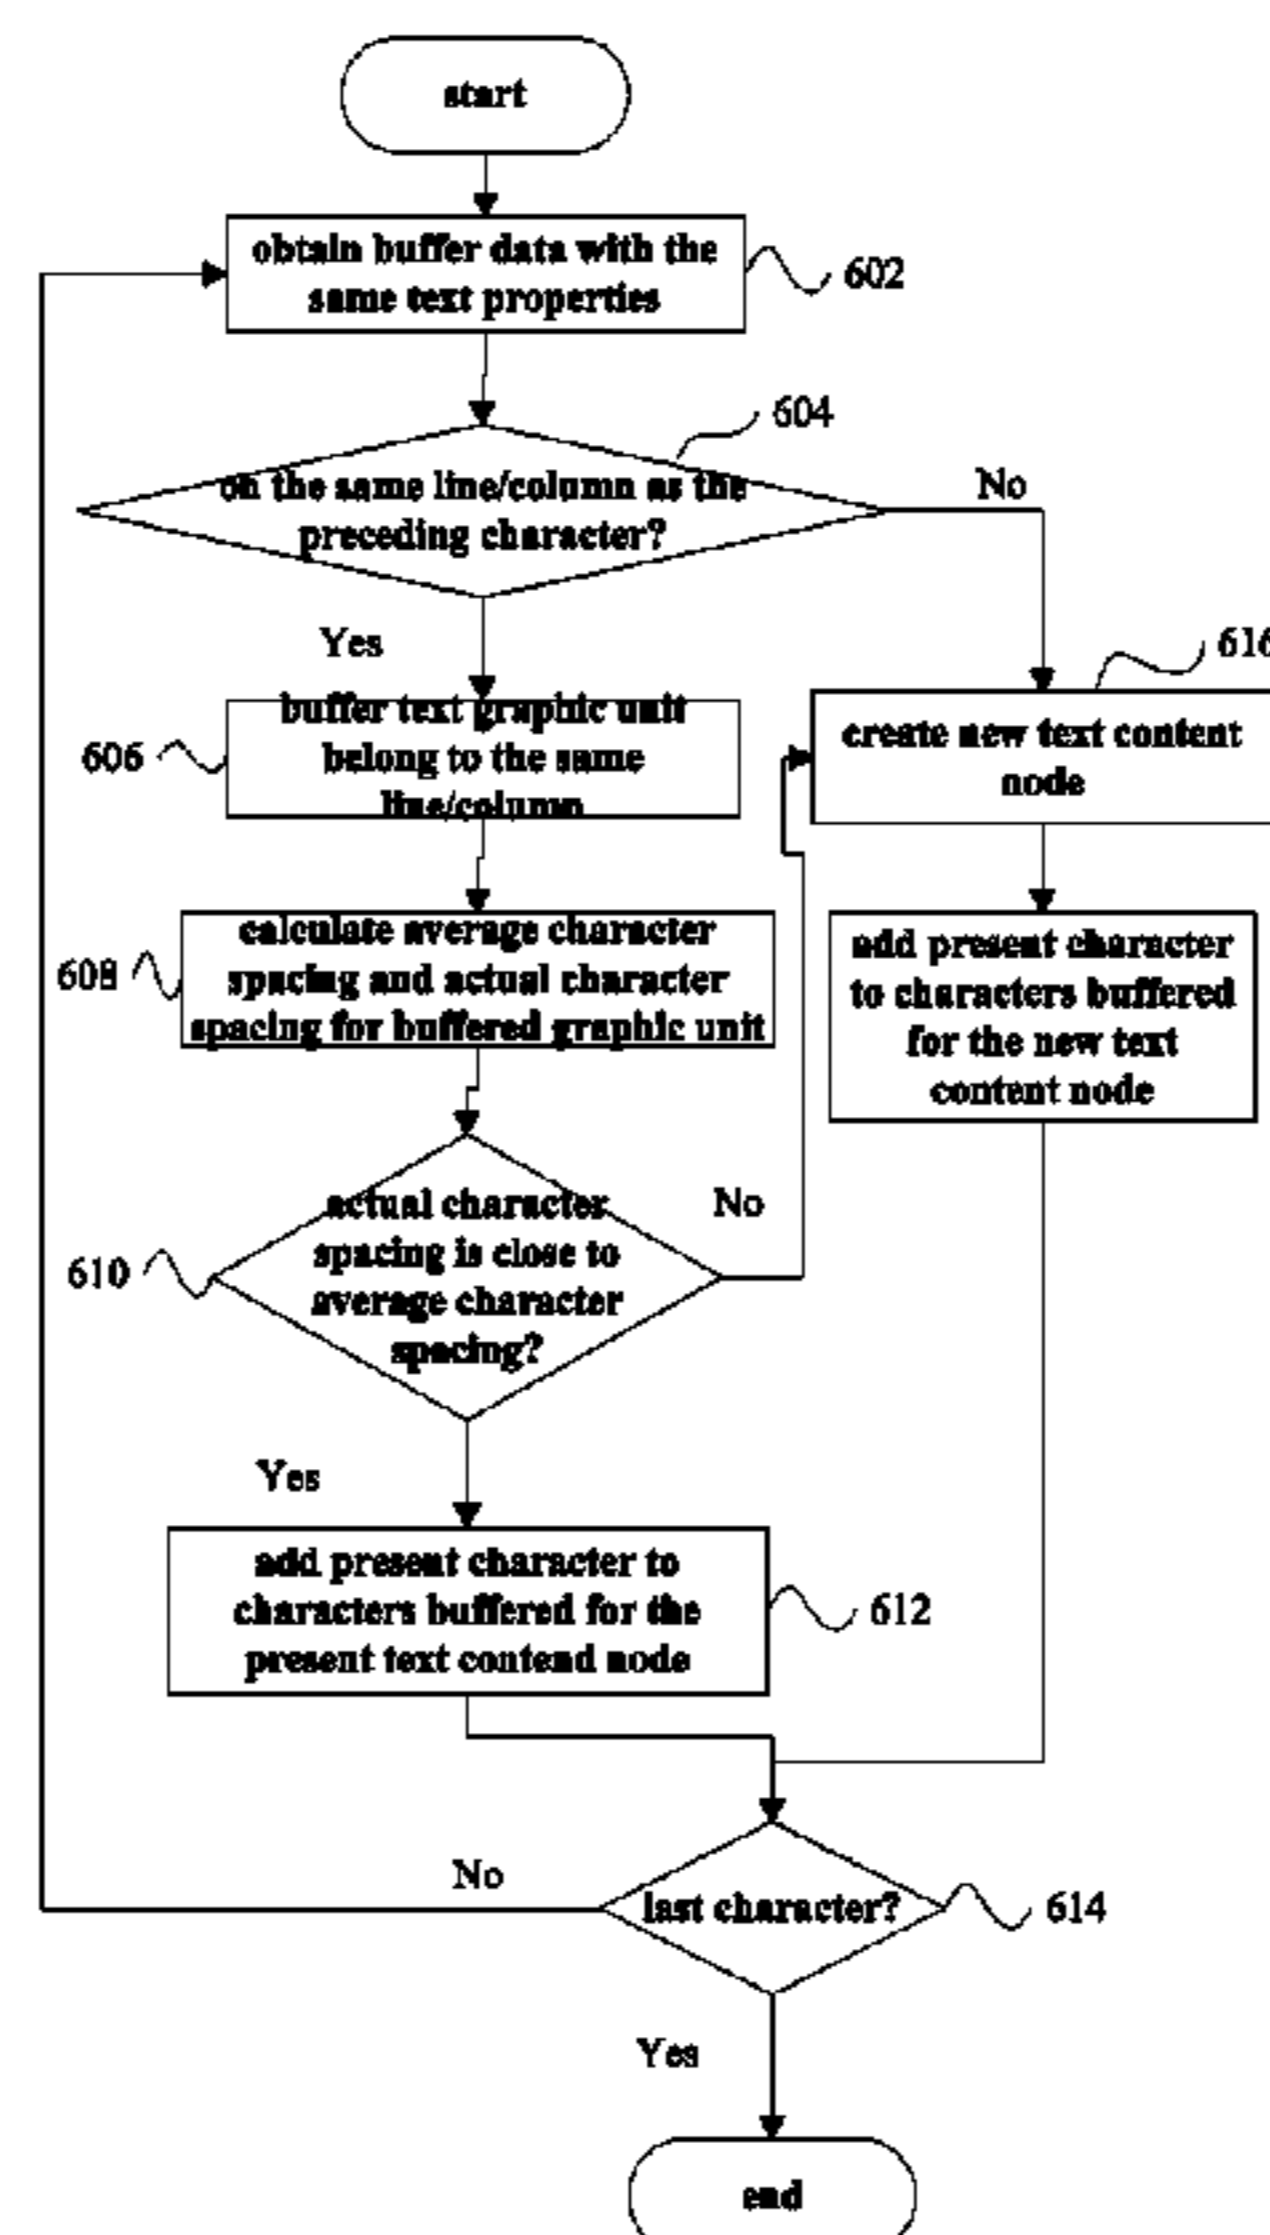 start
obtain buffer data with the
same text properties
602
604
on the same line/column as the
preceding character?
No
Yes
616
buffer text graphic unit
belong to the same
line/column
606
create new text content
node
calculate average character
spacing and actual character
spacing for buffered graphic unit
608
add present character
to characters buffered
for the new text
content node
actual character
spacing is close to
average character
spacing?
No
610
Yes
add present character to
characters buffered for the
present text contend node
612
No
last character?
614
Yes
end